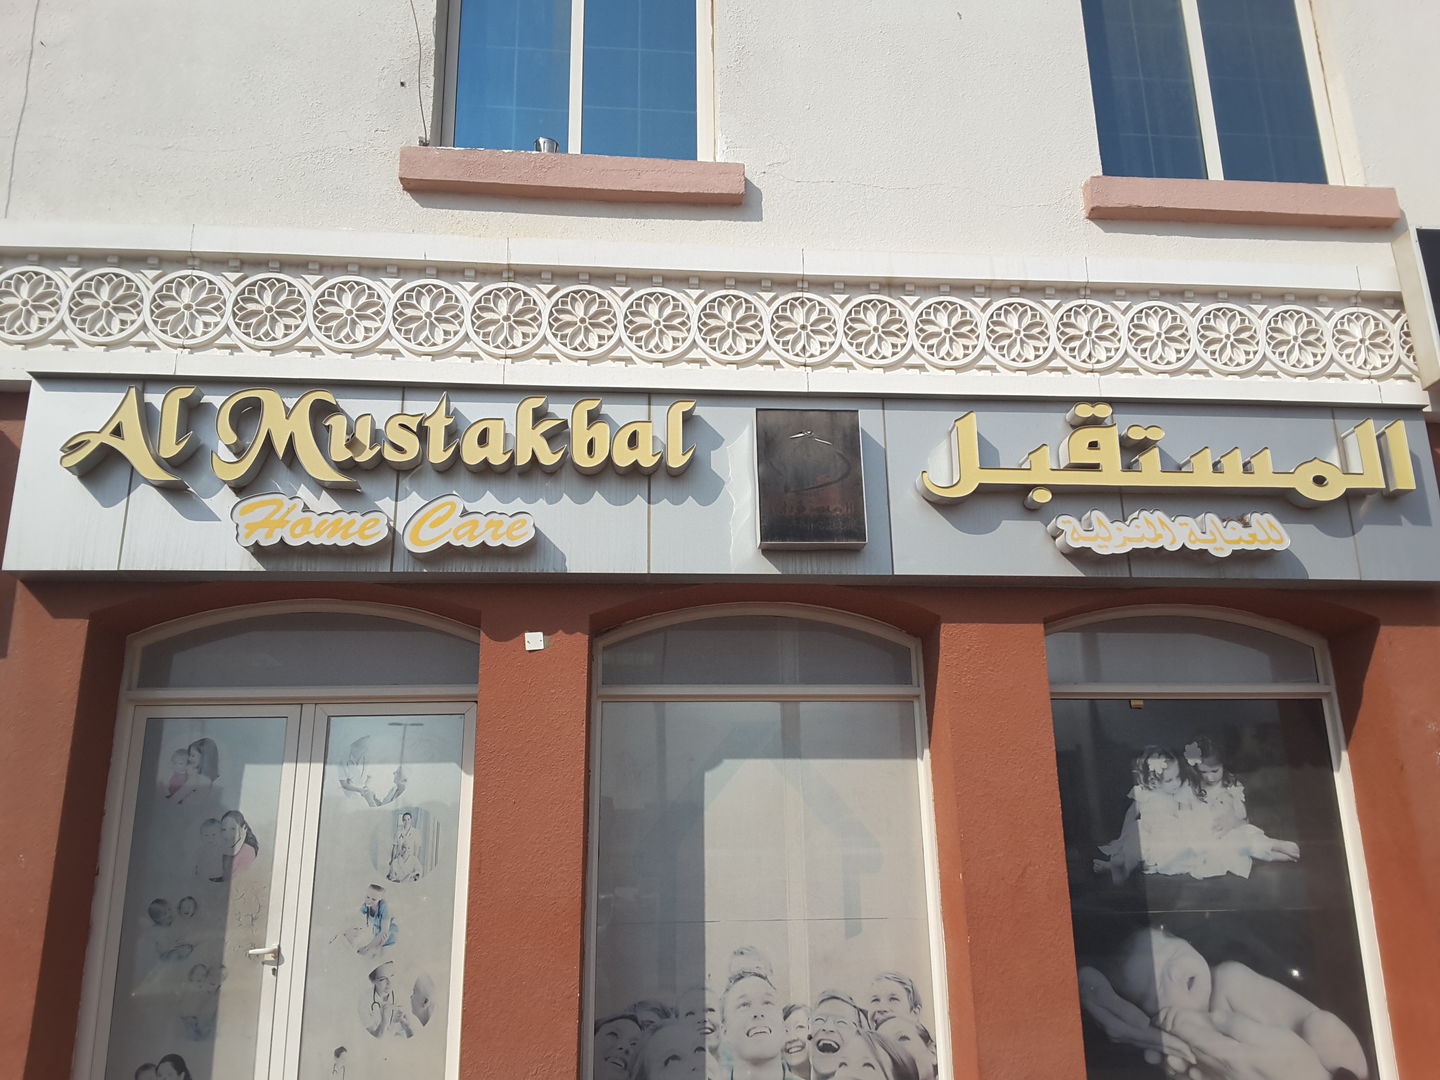 Al Mustakbal
Home Care
المستقبل
للعناية المنزلية